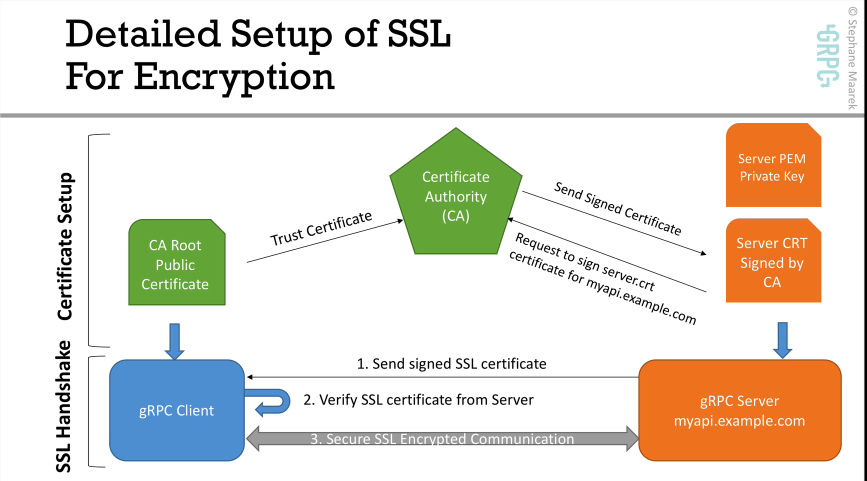 Detailed Setup of SSL
For Encryption
© Stephane Maarek
GRPC
Certificate Setup
CA Root
Public
Certificate
Trust Certificate
Certificate
Authority
(CA)
Send Signed Certificate
Request to sign server.crt
certificate for myapi.example.com
Server PEM
Private Key
Server CRT
Signed by
CA
SSL Handshake
gRPC Client
1. Send signed SSL certificate
2. Verify SSL certificate from Server
3. Secure SSL Encrypted Communication
gRPC Server
myapi.example.com